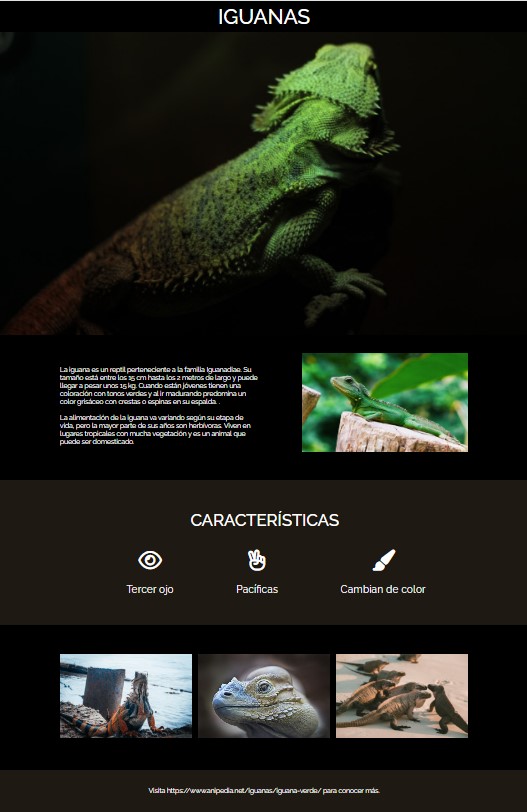 IGUANAS
La iguana es un reptil perteneciente a la familia Iguanadiae. Su
tamaño está entre los 15 cm hasta los 2 metros de largo y puede
llegar a pesar unos 15 kg. Cuando están jóvenes tienen una
coloración con tonos verdes y al ir madurando predomina un
color grisáceo con crestas o espinas en su espalda. .
La alimentación de la iguana va variando según su etapa de
vida, pero la mayor parte de sus años son herbívoras. Viven en
lugares tropicales con mucha vegetación y es un animal que
puede ser domesticado.
CARACTERÍSTICAS
Tercer ojo
Pacíficas
Cambian de color
Visita https://www.anipedia.net/iguanas/iguana-verde/ para conocer más.